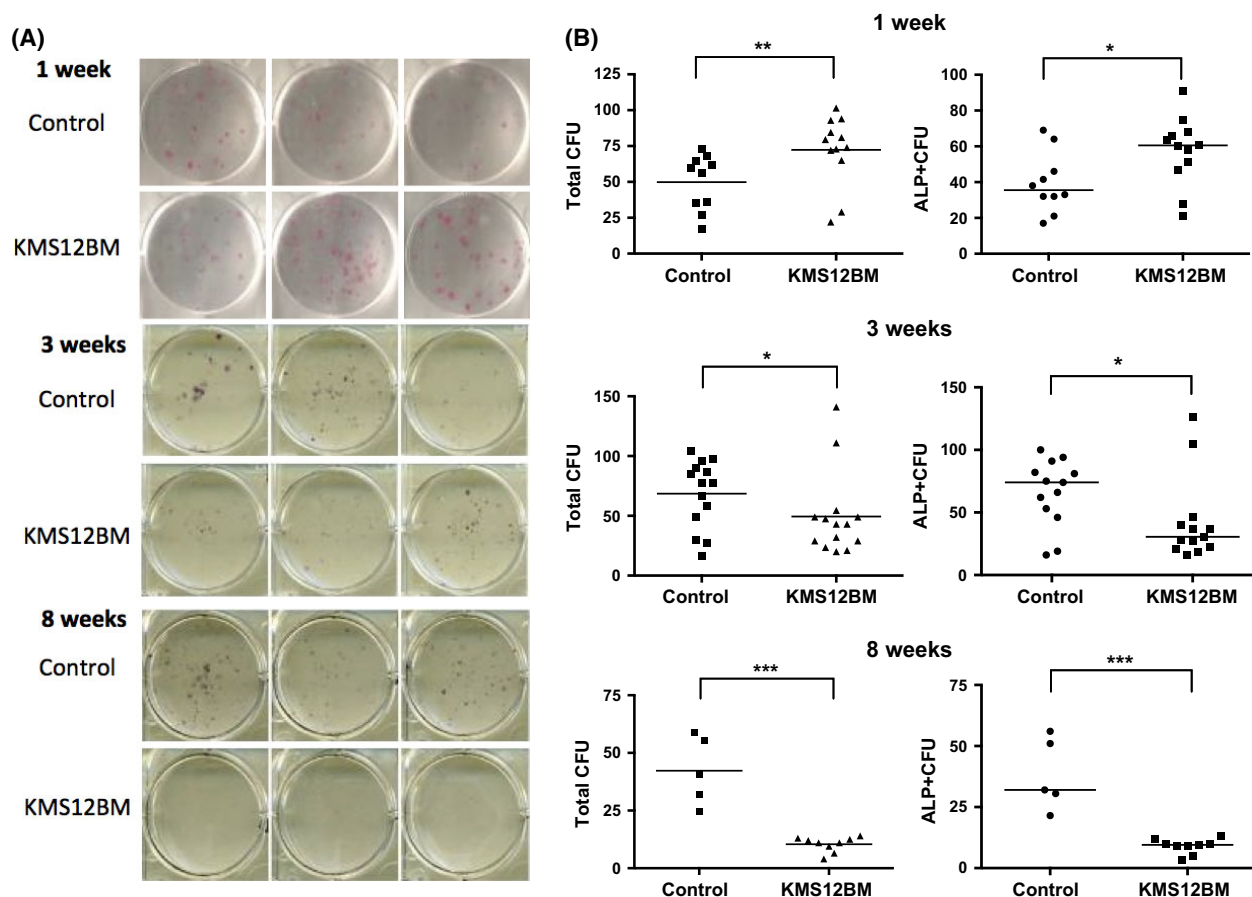 (A)
1 week
Control
KMS12BM
3 weeks
Control
KMS12BM
8 weeks
Control
KMS12BM
(B)
1 week
**
Total CFU
125
100
75
50
25
0
Control KMS12BM
*
ALP+CFU
100
80
60
40
20
0
Control KMS12BM
3 weeks
*
Total CFU
150
100
50
0
Control KMS12BM
*
ALP+CFU
150
100
50
0
Control KMS12BM
8 weeks
***
Total CFU
75
50
25
0
Control KMS12BM
***
ALP+CFU
75
50
25
0
Control KMS12BM